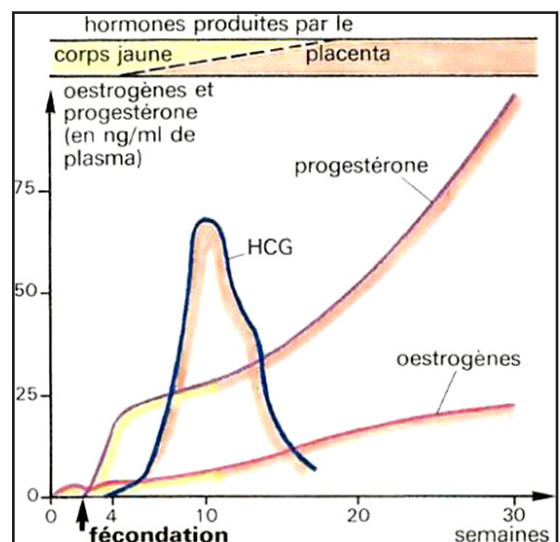 hormones produites par le
corps jaune placenta
oestrogènes et
progestérone
(en ng/ml de
plasma)
progestérone
75
HCG
50
oestrogènes
25
0
0 4 10 20 30
fécondation semaines